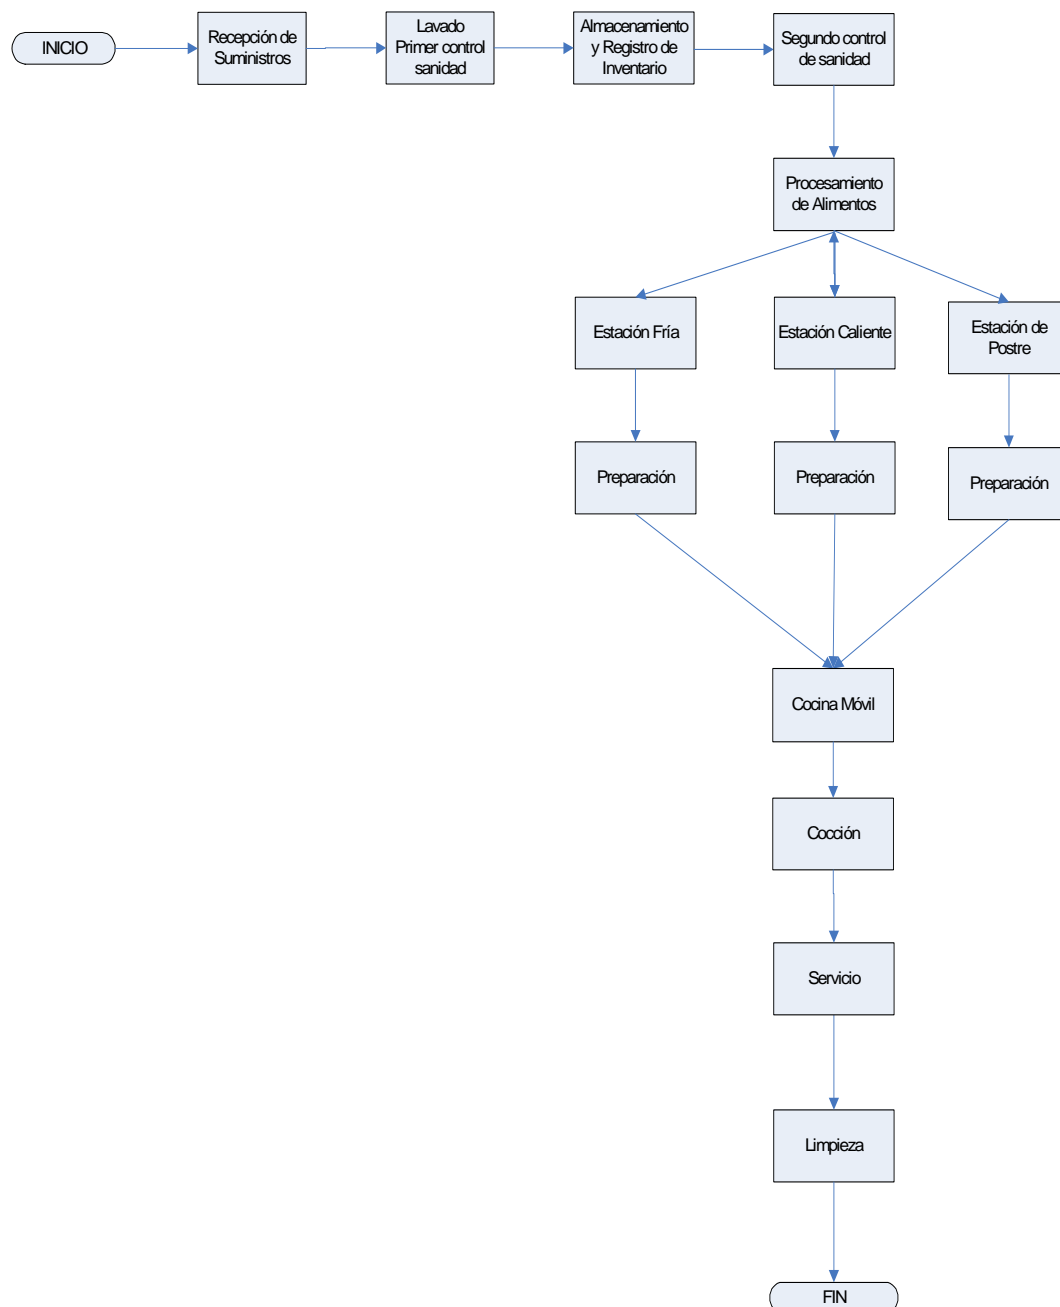 INICIO
Recepción de
Suministros
Lavado
Primer control
sanidad
Almacenamiento
y Registro de
Inventario
Segundo control
de sanidad
Procesamiento
de Alimentos
Estación Fría
Estación Caliente
Estación de
Postre
Preparación
Preparación
Preparación
Cocina Móvil
Cocción
Servicio
Limpieza
FIN